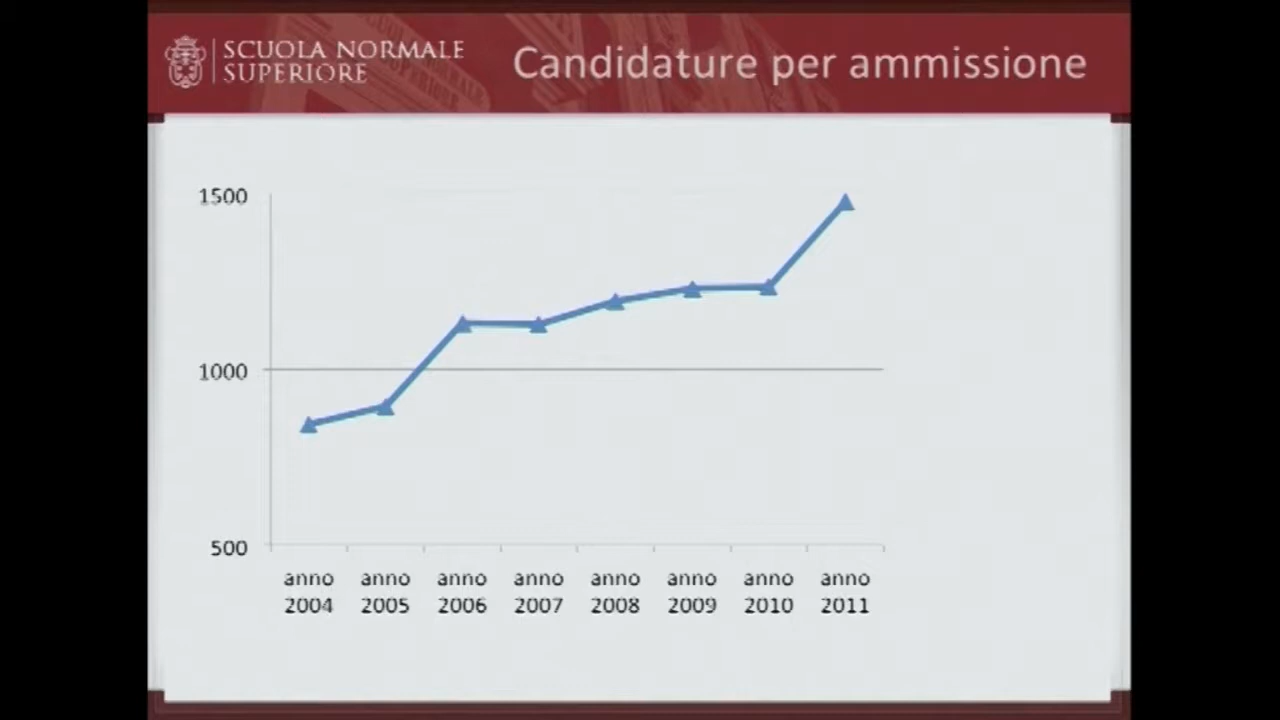 SCUOLA NORMALE
SUPERIORE
Candidature per ammissione
1500
1000
500
anno anno anno anno anno anno anno anno
2004 2005 2006 2007 2008 2009 2010 2011